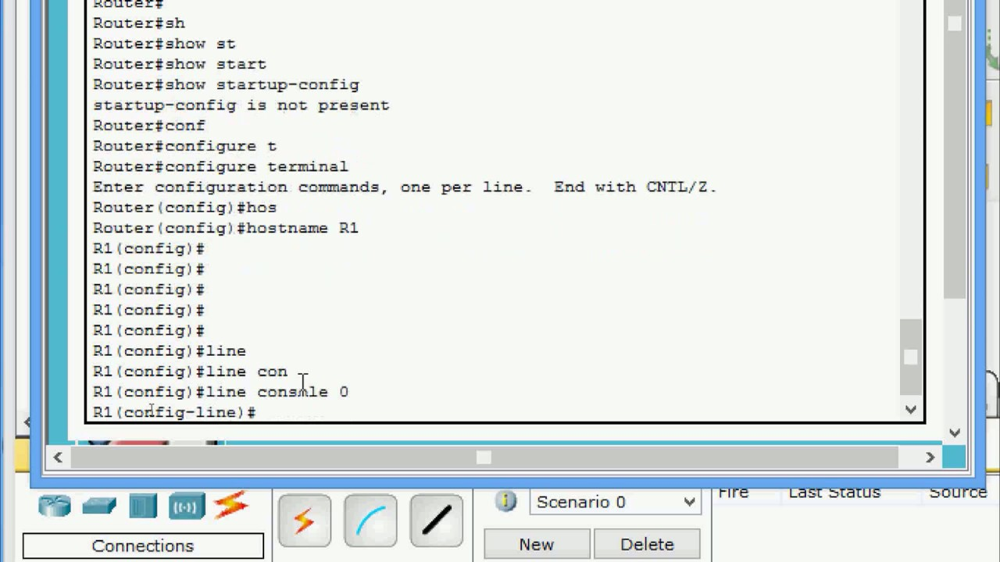 Router#
Router#sh
Router#show st
Router#show start
Router#show startup-config
startup-config is not present
Router#conf
Router#configure t
Router#configure terminal
Enter configuration commands, one per line.  End with CNTL/Z.
Router(config)#hos
Router(config)#hostname R1
R1(config)#
R1(config)#
R1(config)#
R1(config)#
R1(config)#
R1(config)#line
R1(config)#line con
R1(config)#line console 0
R1(config-line)#
Scenario 0
Fire Last Status Source
Connections
New Delete